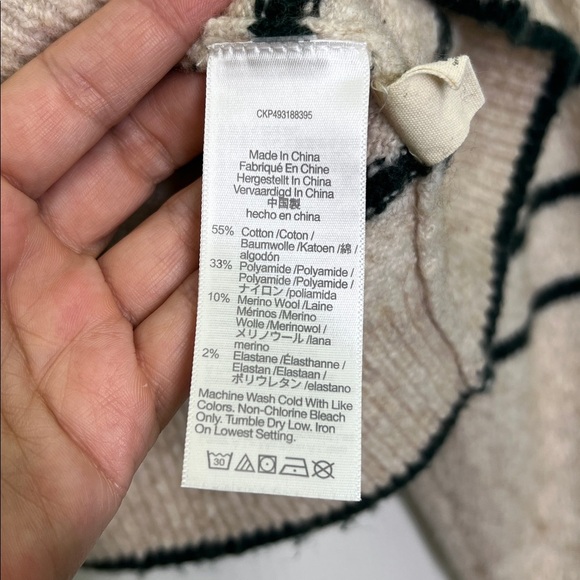 CKP493188395
Made In China
Fabriqué En Chine
Hergestellt In China
Vervaardigd In China
中国製
hecho en china
55% Cotton /Coton /
Baumwolle /Katoen /綿 /
algodón
33% Polyamide /Polyamide /
Polyamide /Polyamide /
ナイロン /poliamida
10% Merino Wool /Laine
Mérinos /Merino
Wolle /Merinowol /
メリノウール /lana
merino
2% Elastane /Élasthanne /
Elastan /Elastaan /
ポリウレタン /elastano
Machine Wash Cold With Like
Colors. Non-Chlorine Bleach
Only. Tumble Dry Low. Iron
On Lowest Setting.
30